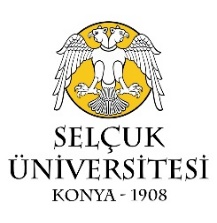 SELÇUK
ÜNİVERSİTESİ
KONYA - 1908